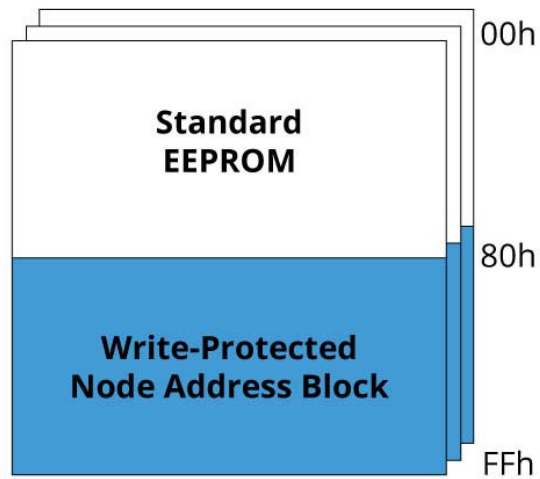 00h
Standard
EEPROM
80h
Write-Protected
Node Address Block
FFh